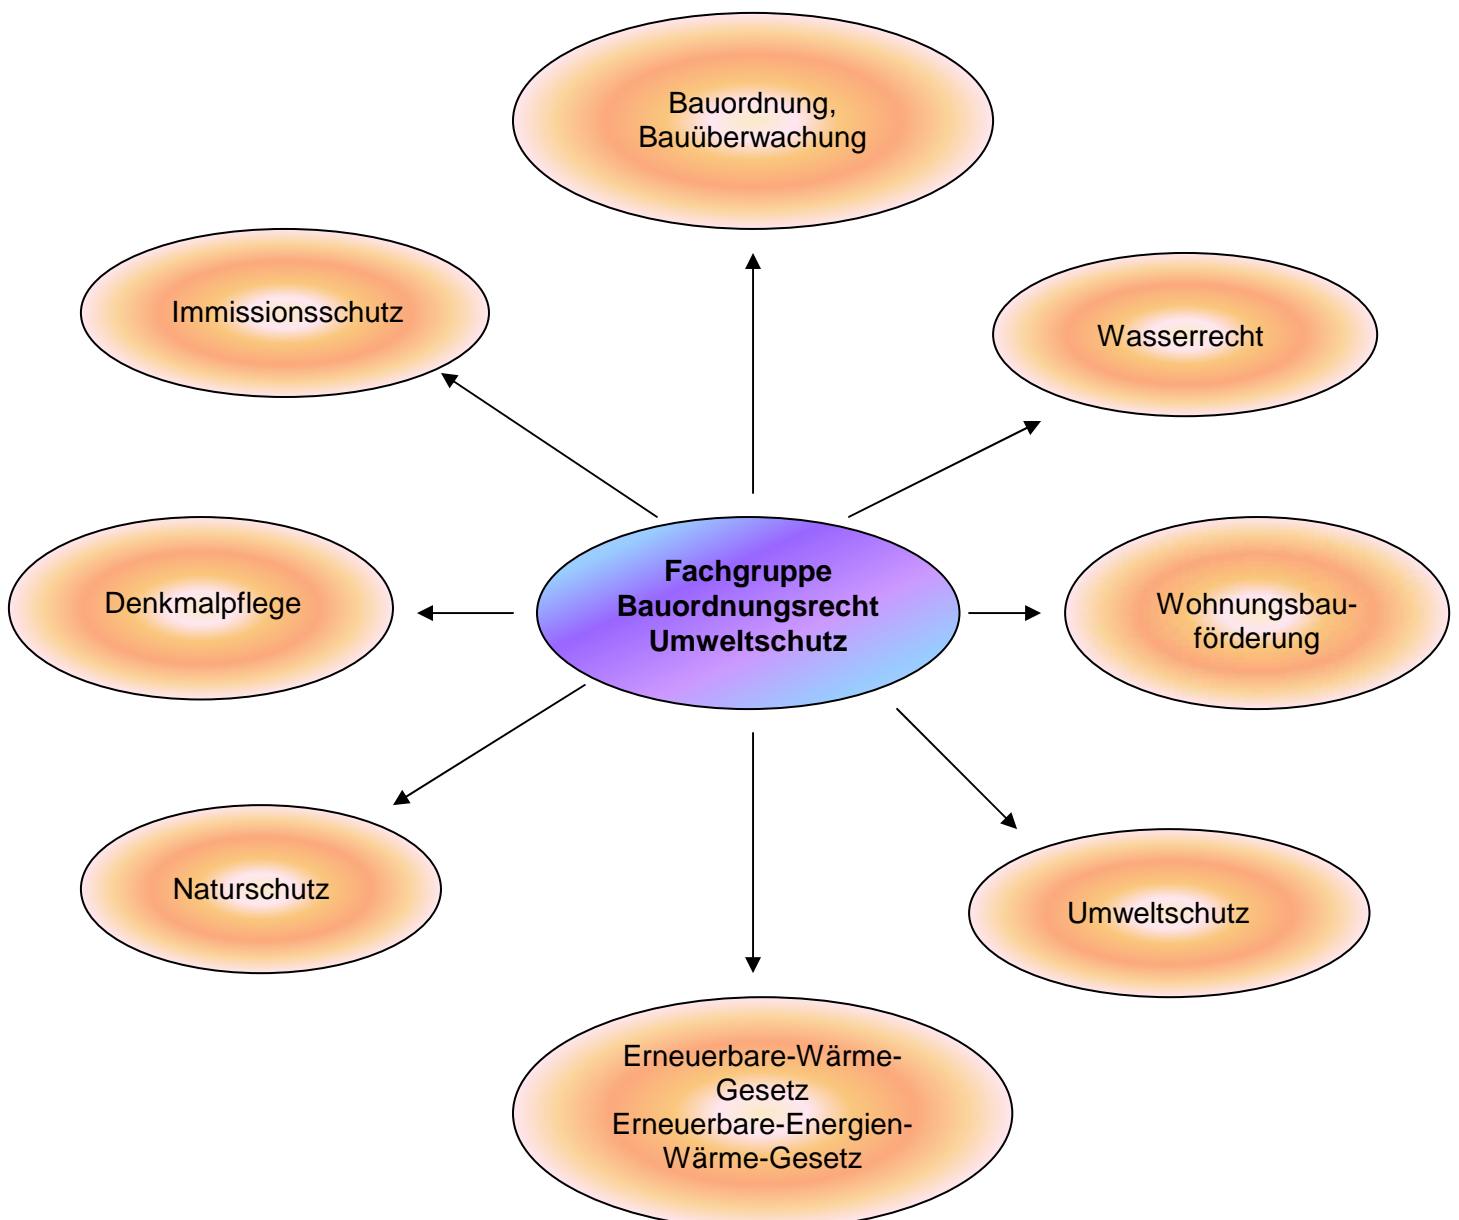 Bauordnung,
Bauüberwachung
Immissionsschutz
Wasserrecht
Fachgruppe
Bauordnungsrecht
Umweltschutz
Denkmalpflege
Wohnungsbau-
förderung
Naturschutz
Umweltschutz
Erneuerbare-Wärme-
Gesetz
Erneuerbare-Energien-
Wärme-Gesetz